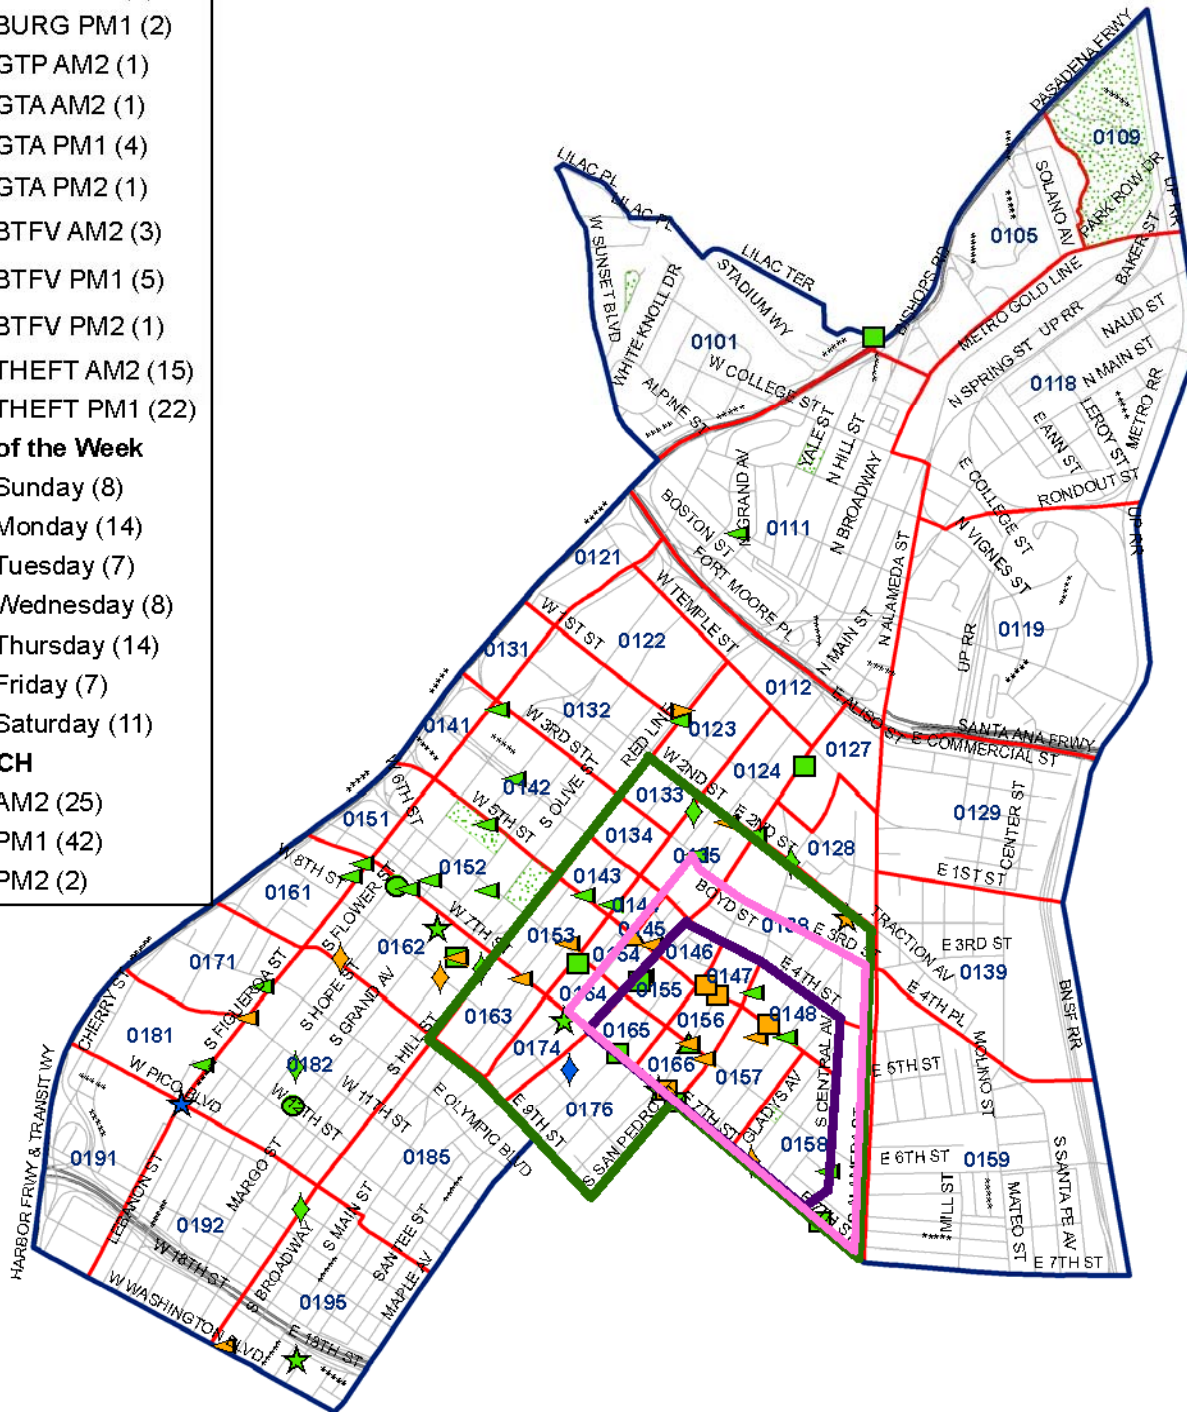 BURG PM1 (2)
GTP AM2 (1)
GTA AM2 (1)
GTA PM1 (4)
GTA PM2 (1)
BTFV AM2 (3)
BTFV PM1 (5)
BTFV PM2 (1)
THEFT AM2 (15)
THEFT PM1 (22)
of the Week
Sunday (8)
Monday (14)
Tuesday (7)
Wednesday (8)
Thursday (14)
Friday (7)
Saturday (11)
CH
AM2 (25)
PM1 (42)
PM2 (2)
PASADENA FRWY
0109
SOLANO AV
PARK ROW DR
UP RR
0105
BAKER ST
LILAC PL
LILAC PL
LILAC TER
W SUNSET BLVD
WHITE KNOLL DR
STADIUM WY
BISHOPS RD
METRO GOLD LINE
UP RR
NAUD ST
N SPRING ST
N MAIN ST
0101
W COLLEGE ST
0118
ALPINE ST
LEROY ST
METRO RR
E ANN ST
YALE ST
N HILL ST
N BROADWAY
E COLLEGE ST
RONDOUT ST
N GRAND AV
BOSTON ST
0111
N VIGNES ST
UP RR
0121
FORT MOORE PL
N ALAMEDA ST
W TEMPLE ST
W 1ST ST
0122
N MAIN ST
0119
UP RR
0131
0112
E ALISO ST
0132
0123
0141
W 3RD ST
RED LINE
0127
SANTA ANA FRWY
E COMMERCIAL ST
W 2ND ST
0124
W 6TH ST
0142
S OLIVE ST
0133
0129
CENTER ST
0151
W 5TH ST
0134
E 2ND ST
0128
W 8TH ST
0152
0143
0135
E 1ST ST
0161
S FLOWER ST
BOYD ST
W 7TH ST
0153
0138
E 3RD ST
TRACTION AV
E 3RD ST
0171
0162
0146
0139
CHERRY ST
S FIGUEROA ST
S HOPE ST
S GRAND AV
0164
0155
0147
E 4TH ST
E 4TH PL
BNSF RR
0181
0163
0165
0156
0148
S HILL ST
0174
0166
0157
S CENTRAL AV
E 5TH ST
MOLINO ST
W PICO BLVD
0182
W 11TH ST
W 12TH ST
E OLYMPIC BLVD
E 9TH ST
0176
S SAN PEDRO
E 7TH ST
GLADYS AV
0158
0191
0185
E 6TH ST
0159
HARBOR FRWY & TRANSIT WY
LEBANON ST
MARGO ST
S MAIN ST
SANTEE ST
MILL ST
MATEO ST
S SANTA FE AV
0192
W 18TH ST
S BROADWAY
MAPLE AV
E 7TH ST
0195
W WASHINGTON BLVD
E 18TH ST